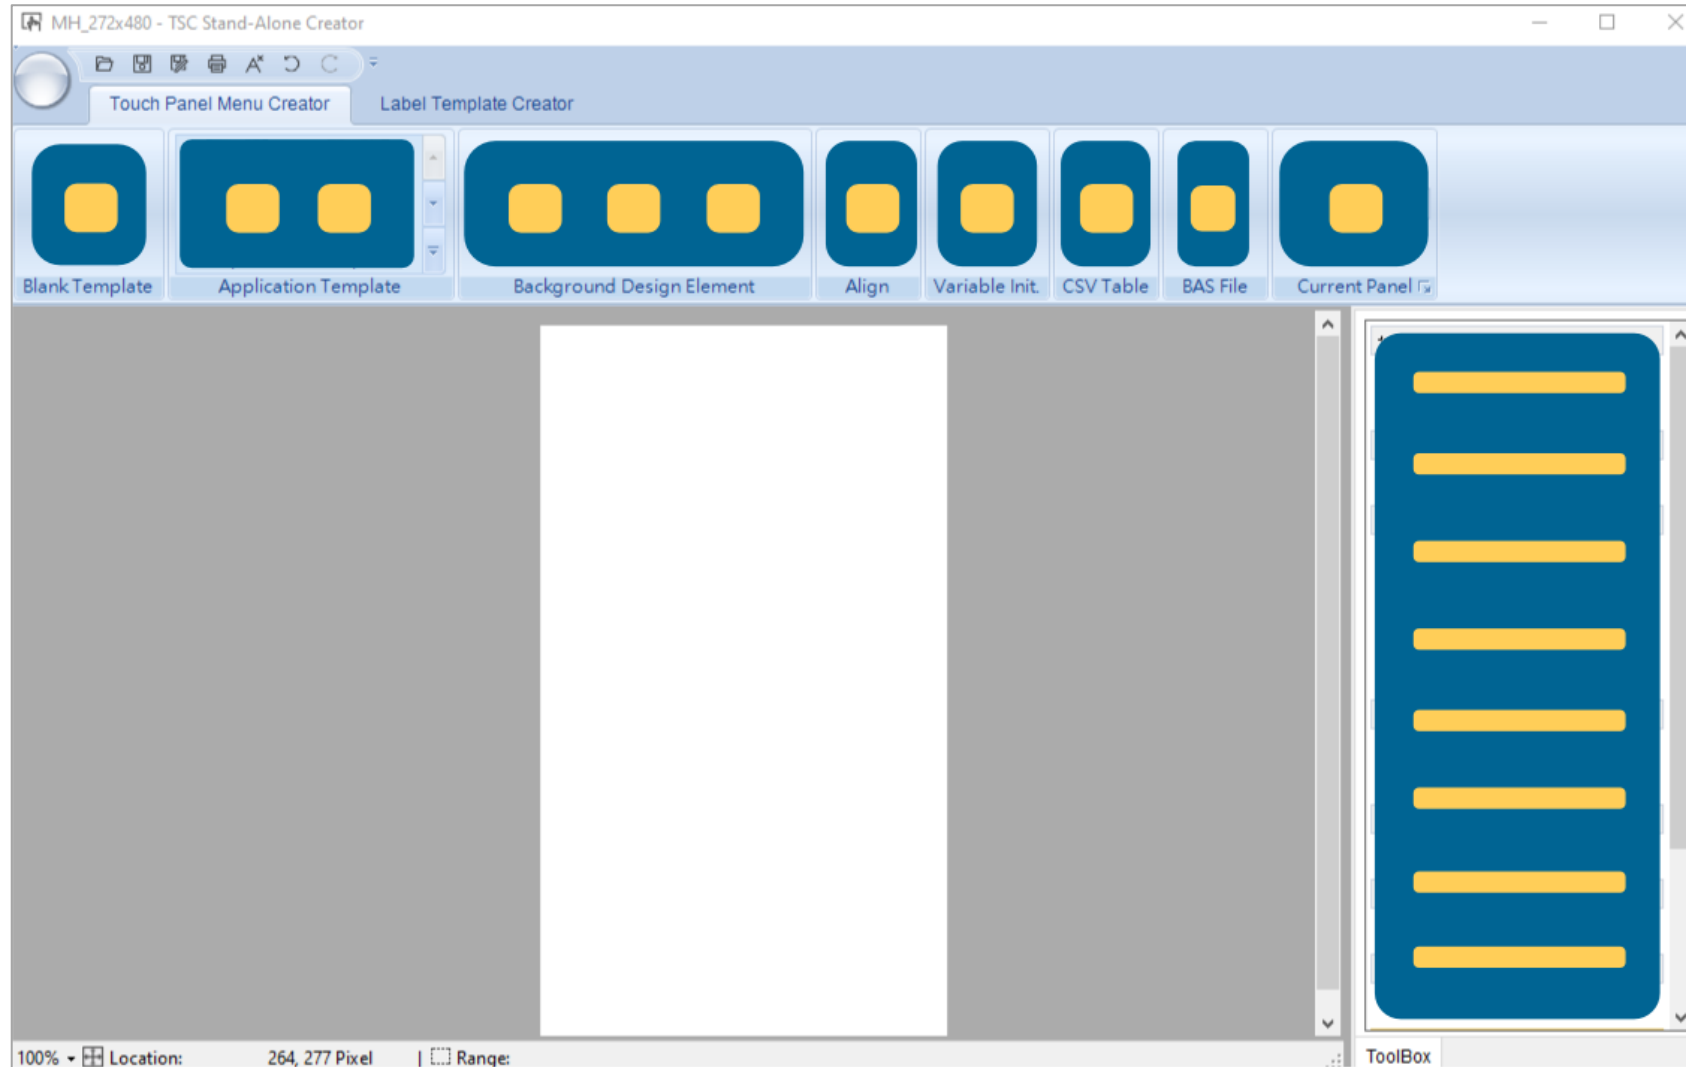 MH_272x480 - TSC Stand-Alone Creator
Touch Panel Menu Creator Label Template Creator
Blank Template Application Template Background Design Element Align Variable Init. CSV Table BAS File Current Panel
100% Location: 264, 277 Pixel | Range:
ToolBox